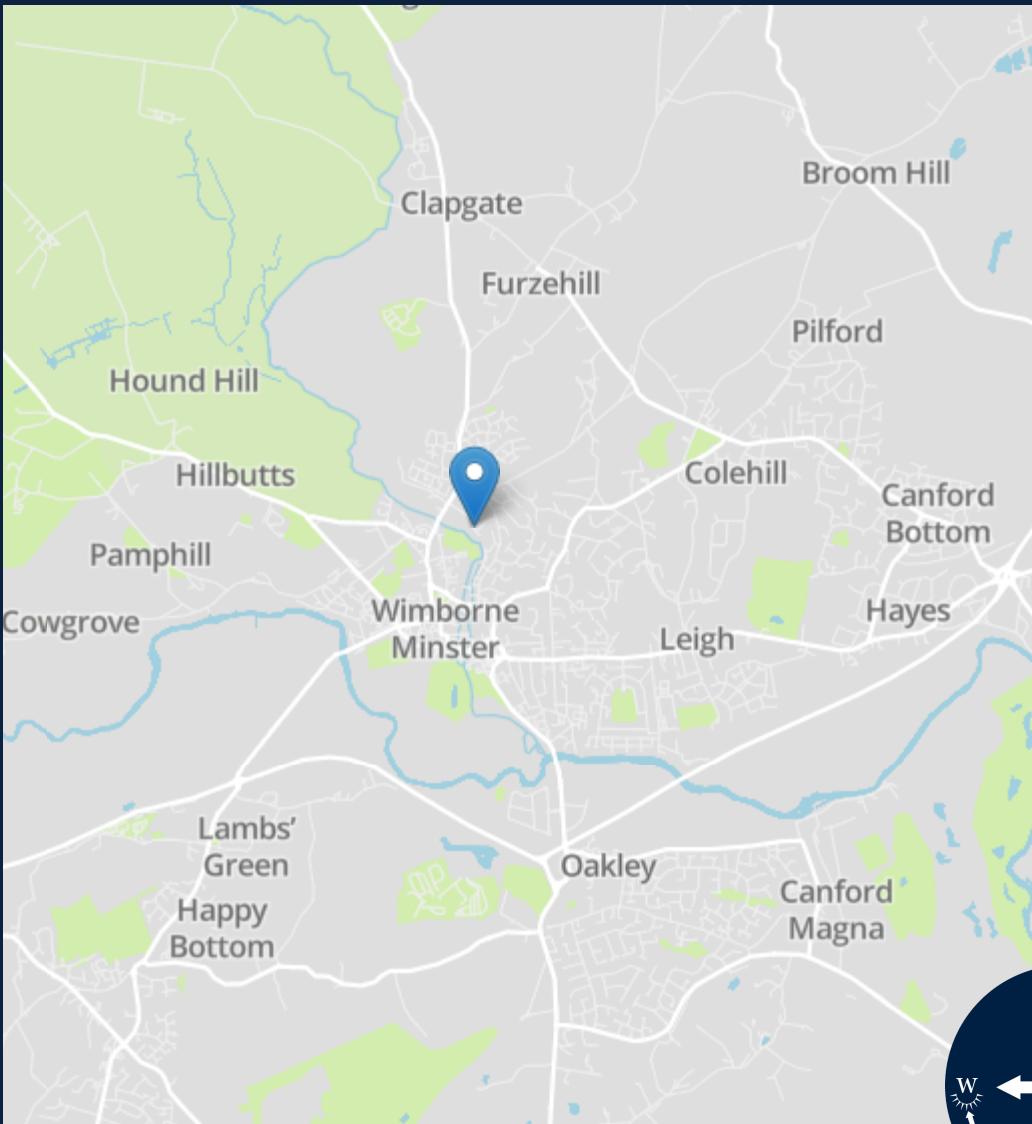 Clapgate
Broom Hill
Furzehill
Pilford
Hound Hill
Hillbutts
Colehill
Canford
Bottom
Pamphill
Cowgrove
Wimborne
Minster
Leigh
Hayes
Lambs'
Green
Oakley
Happy
Bottom
Canford
Magna
W